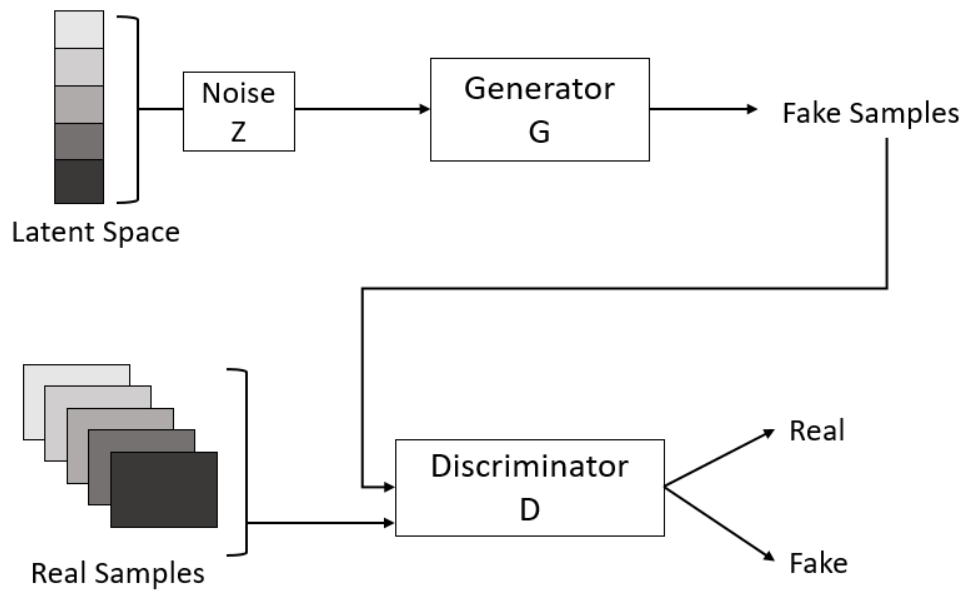 Noise
Z
Generator
G
Fake Samples
Latent Space
Real
Discriminator
D
Fake
Real Samples